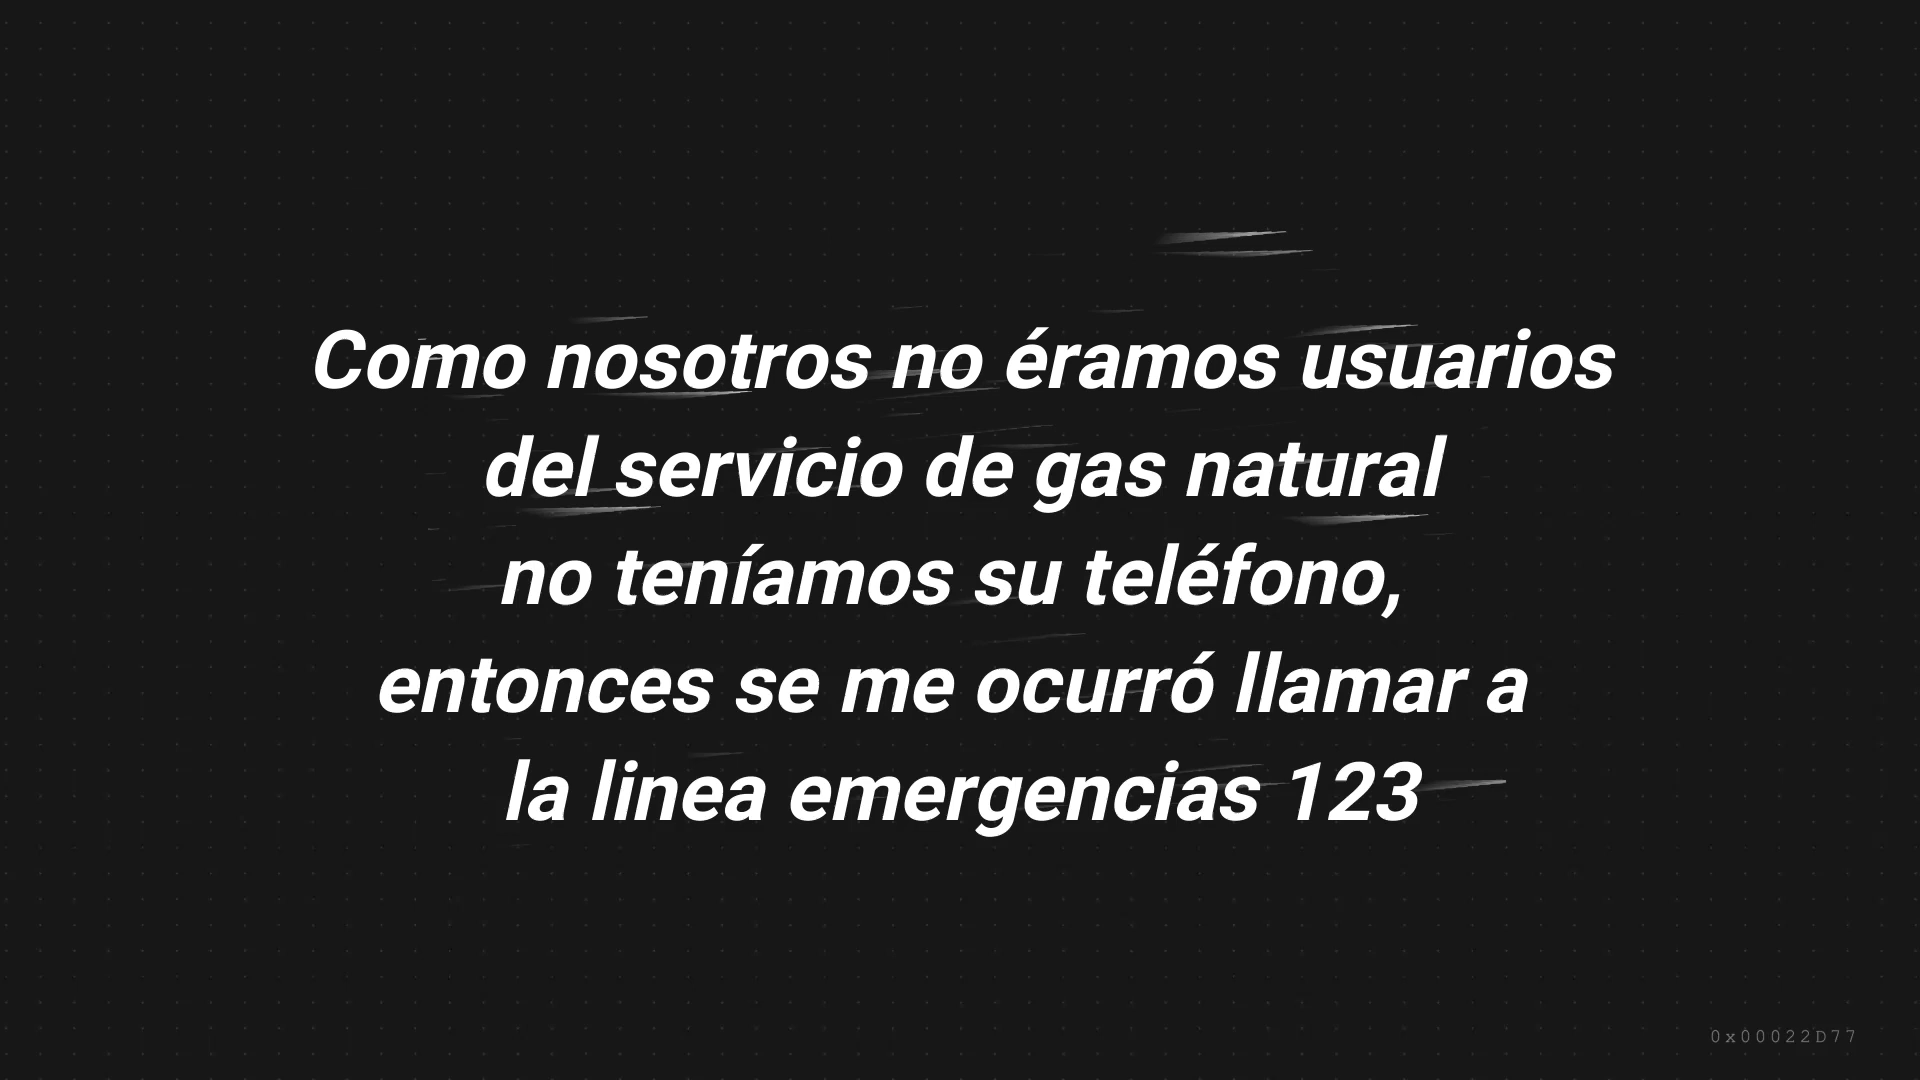 Como nosotros no éramos usuarios
del servicio de gas natural
no teníamos su teléfono,
entonces se me ocurró llamar a
la linea emergencias 123
0x00022D77